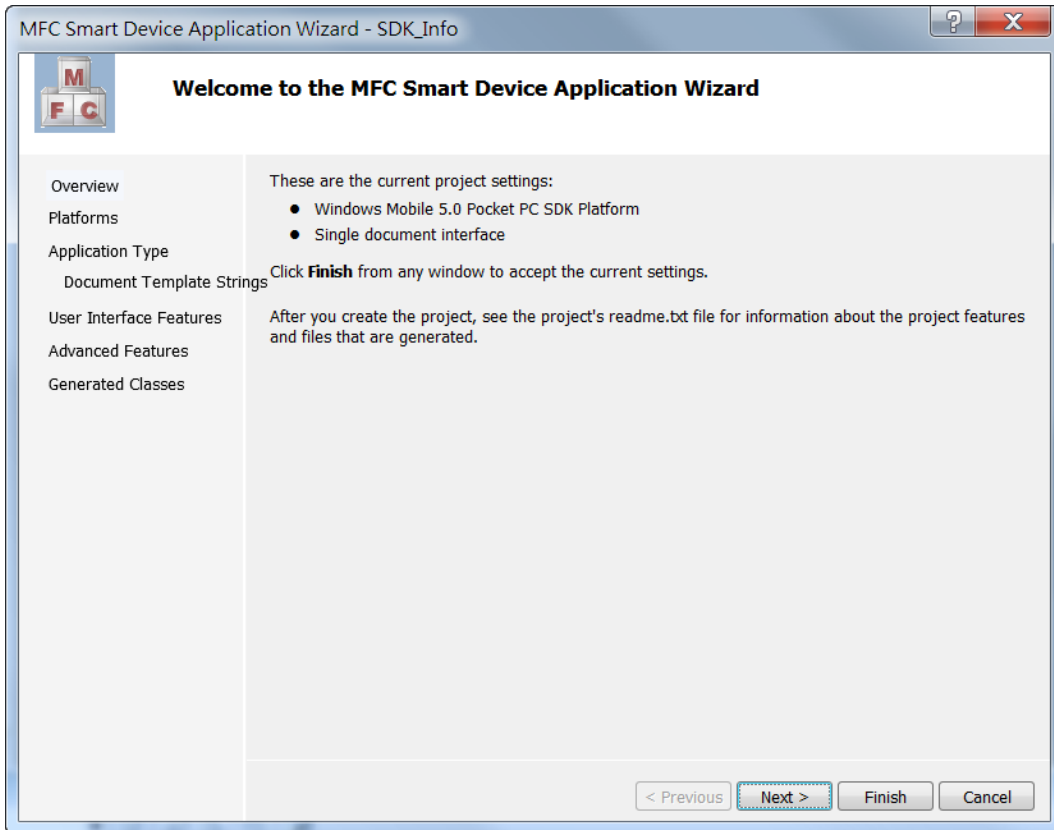 MFC Smart Device Application Wizard - SDK_Info
M
F C
Welcome to the MFC Smart Device Application Wizard
Overview
Platforms
Application Type
Document Template Strings
User Interface Features
Advanced Features
Generated Classes
These are the current project settings:
● Windows Mobile 5.0 Pocket PC SDK Platform
● Single document interface
Click Finish from any window to accept the current settings.
After you create the project, see the project's readme.txt file for information about the project features
and files that are generated.
< Previous Next > Finish Cancel